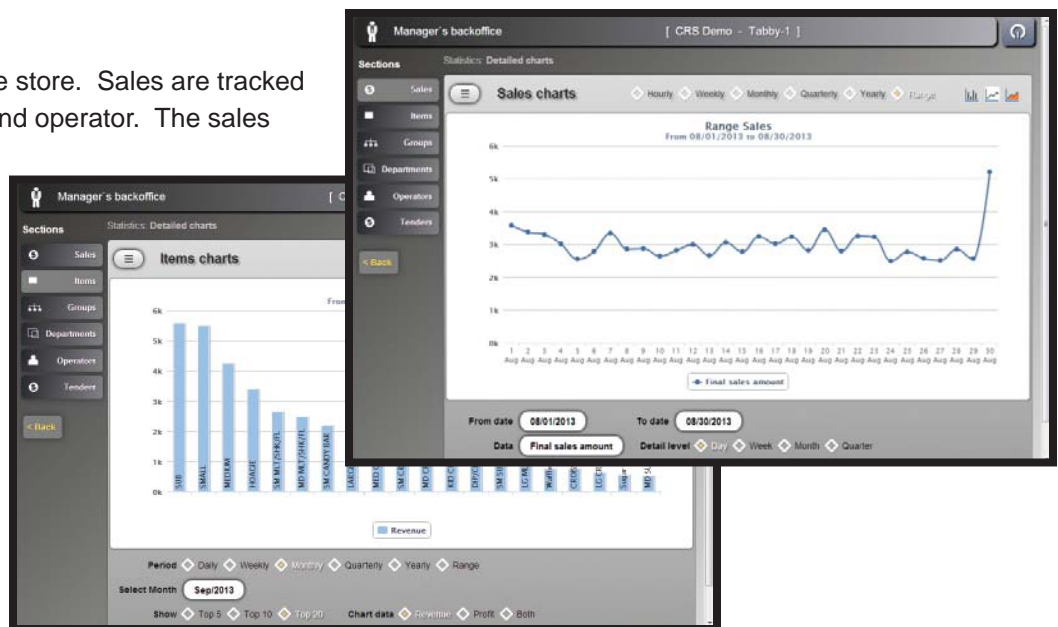 e store. Sales are tracked
nd operator. The sales
Manager's backoffice
[ CRS Demo - Tabby-1 ]
Sections
Statistics: Detailed charts
Sales
Items
Groups
Departments
Operators
Tenders
< Back
Sales charts
Hourly Weekly Monthly Quarterly Yearly Range
Range Sales
From 08/01/2013 to 08/30/2013
6k
5k
4k
3k
2k
1k
0k
1 2 3 4 5 6 7 8 9 10 11 12 13 14 15 16 17 18 19 20 21 22 23 24 25 26 27 28 29 30
Aug Aug Aug Aug Aug Aug Aug Aug Aug Aug Aug Aug Aug Aug Aug Aug Aug Aug Aug Aug Aug Aug Aug Aug Aug Aug Aug Aug Aug Aug
Final sales amount
From date 08/01/2013 To date 08/30/2013
Data Final sales amount Detail level Day Week Month Quarter
Manager's backoffice
[ C
Sections
Statistics: Detailed charts
Sales
Items
Groups
Departments
Operators
Tenders
< Back
Items charts
From
6k
5k
4k
3k
2k
1k
0k
SUB
SMALL
MEDIUM
HOAGIE
SM MLT/SHK/FL
MD MLT/SHK/FL
SM CANDY BAR
Revenue
Period Daily Weekly Monthly Quarterly Yearly Range
Select Month Sep/2013
Show Top 5 Top 10 Top 20 Chart data Revenue Profit Both